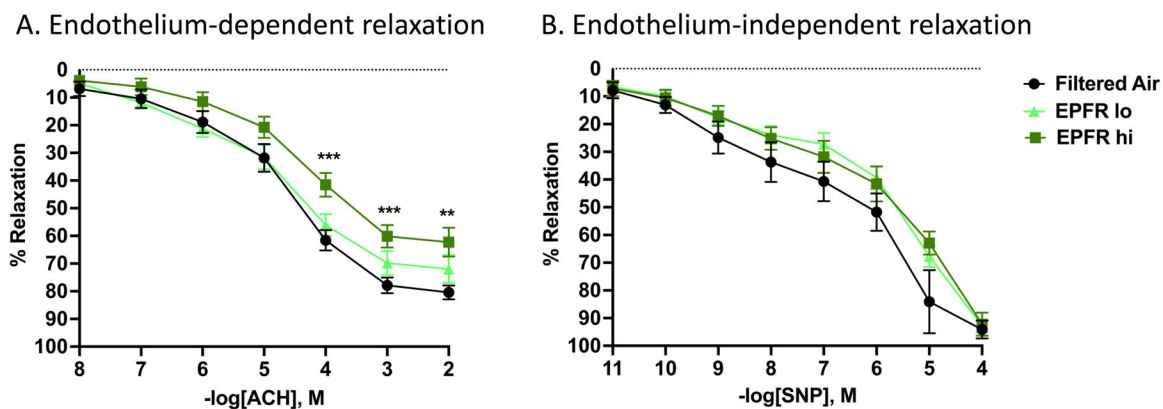 A. Endothelium-dependent relaxation
B. Endothelium-independent relaxation
% Relaxation
0
10
20
30
40
50
60
70
80
90
100
***
***
**
8 7 6 5 4 3 2
-log[ACH], M
% Relaxation
0
10
20
30
40
50
60
70
80
90
100
11 10 9 8 7 6 5 4
-log[SNP], M
Filtered Air
EPFR lo
EPFR hi